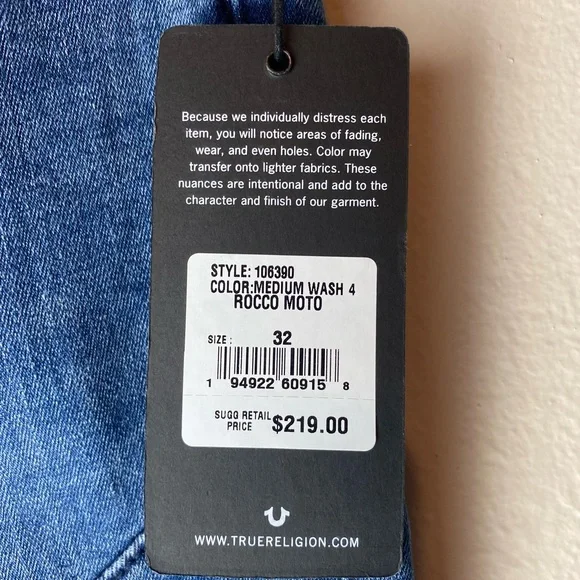 Because we individually distress each
item, you will notice areas of fading,
wear, and even holes. Color may
transfer onto lighter fabrics. These
nuances are intentional and add to the
character and finish of our garment.
STYLE: 106390
COLOR:MEDIUM WASH 4
ROCCO MOTO
SIZE : 32
1 94922 60915 8
SUGG RETAIL
PRICE $219.00
WWW.TRUERELIGION.COM